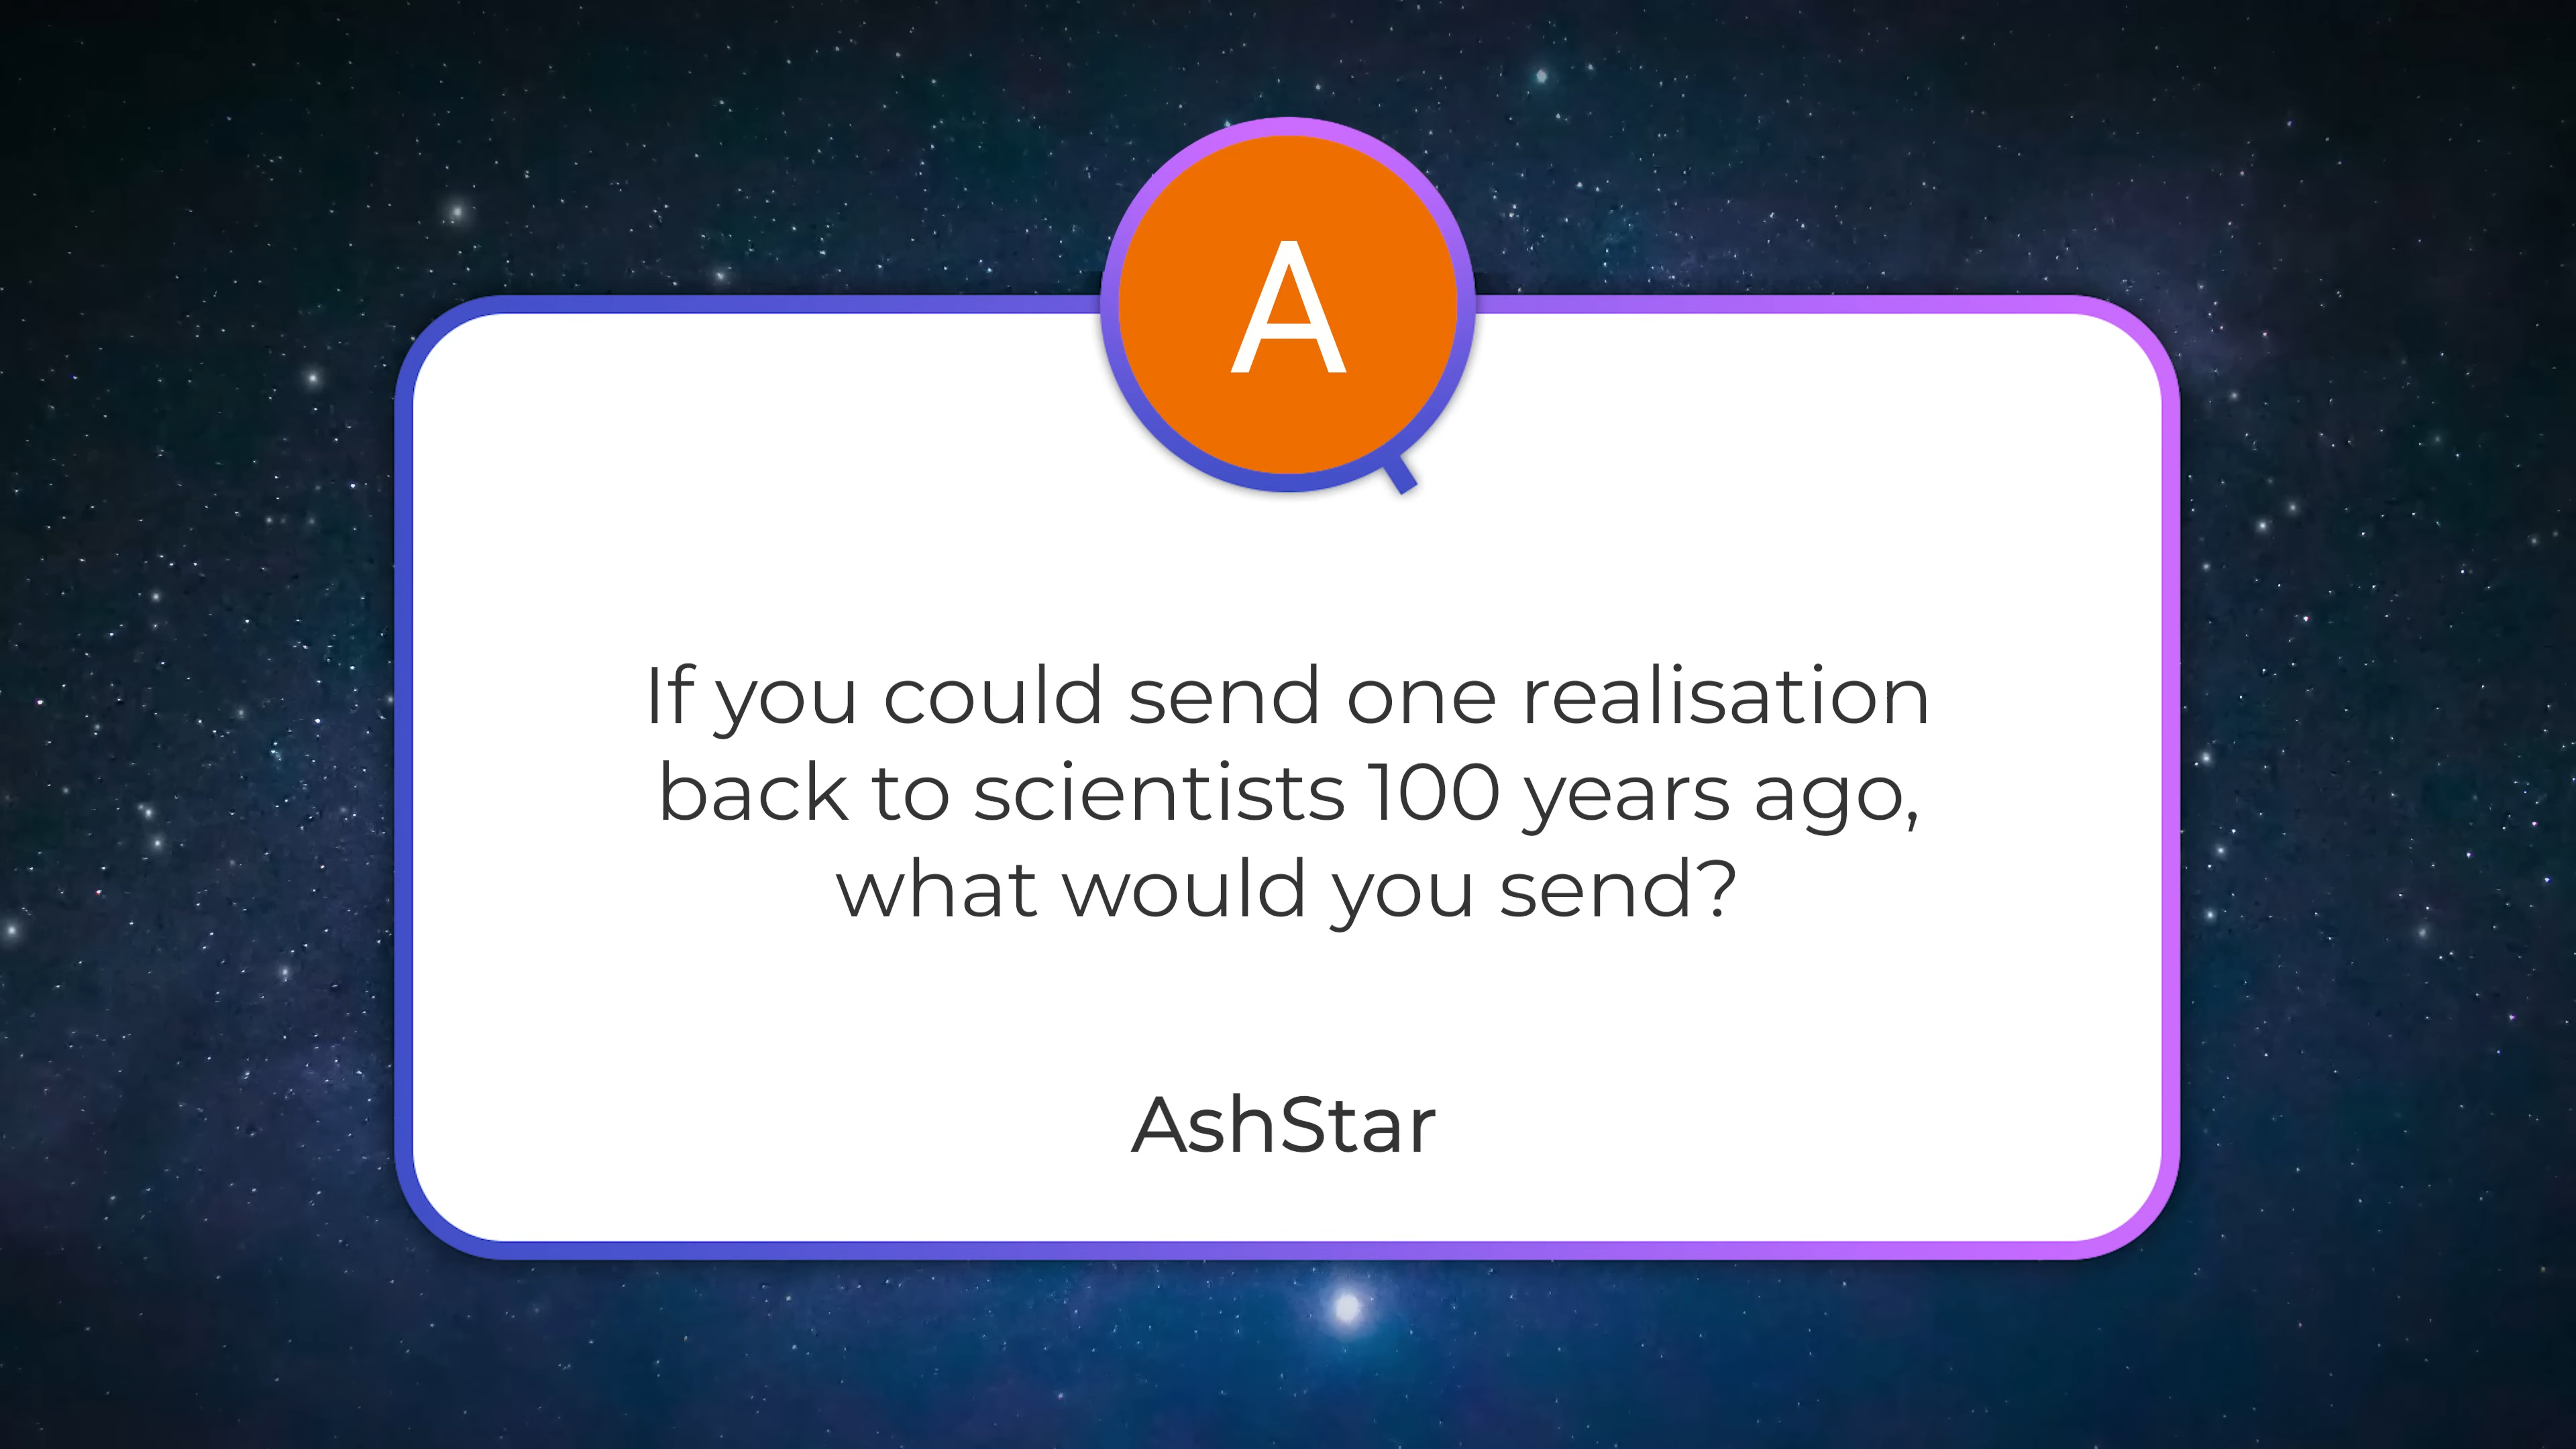 A
If you could send one realisation
back to scientists 100 years ago,
what would you send?
AshStar